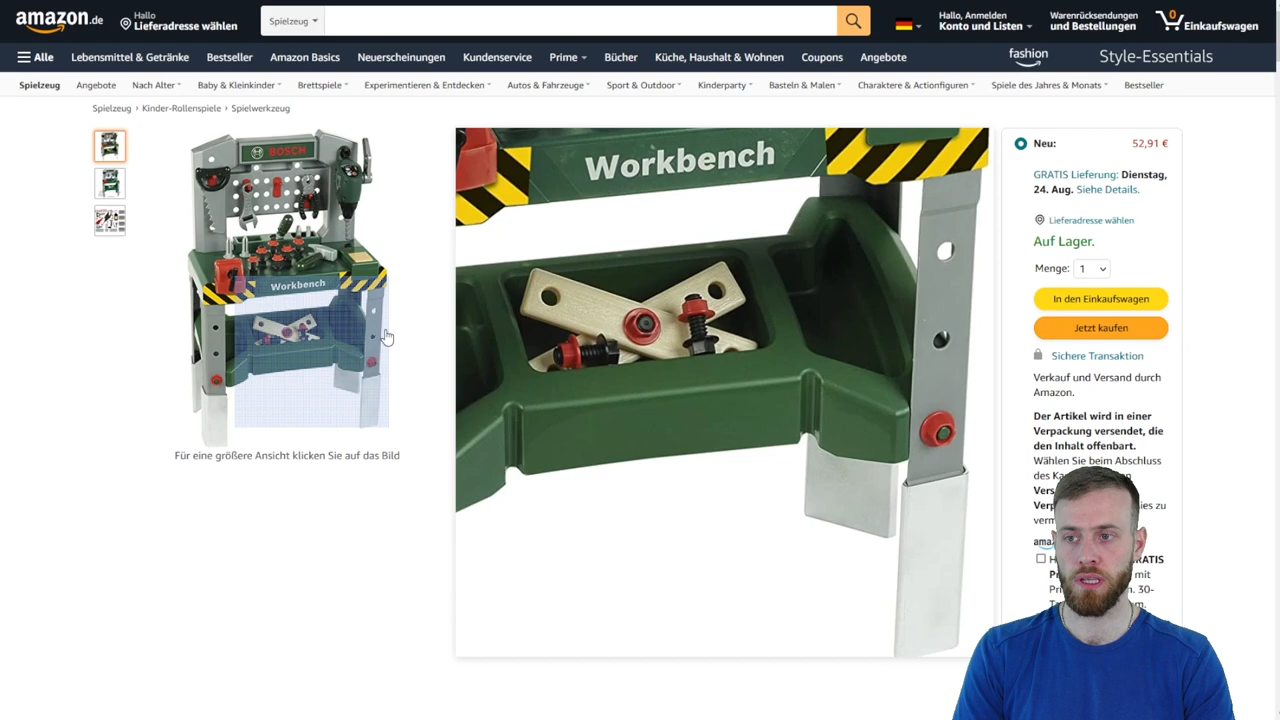 amazon.de
Hallo
Lieferadresse wählen
Spielzeug
Hallo, Anmelden
Konto und Listen
Warenrücksendungen
und Bestellungen
0
Einkaufswagen
Alle
Lebensmittel & Getränke
Bestseller
Amazon Basics
Neuerscheinungen
Kundenservice
Prime
Bücher
Küche, Haushalt & Wohnen
Coupons
Angebote
fashion
Style-Essentials
Spielzeug
Angebote
Nach Alter
Baby & Kleinkinder
Brettspiele
Experimentieren & Entdecken
Autos & Fahrzeuge
Sport & Outdoor
Kinderparty
Basteln & Malen
Charaktere & Actionfiguren
Spiele des Jahres & Monats
Bestseller
Spielzeug › Kinder-Rollenspiele › Spielwerkzeug
BOSCH
Workbench
Für eine größere Ansicht klicken Sie auf das Bild
Workbench
Neu: 52,91 €
GRATIS Lieferung: Dienstag,
24. Aug. Siehe Details.
Lieferadresse wählen
Auf Lager.
Menge: 1
In den Einkaufswagen
Jetzt kaufen
Sichere Transaktion
Verkauf und Versand durch
Amazon.
Der Artikel wird in einer
Verpackung versendet, die
den Inhalt offenbart.
Wählen Sie beim Abschluss